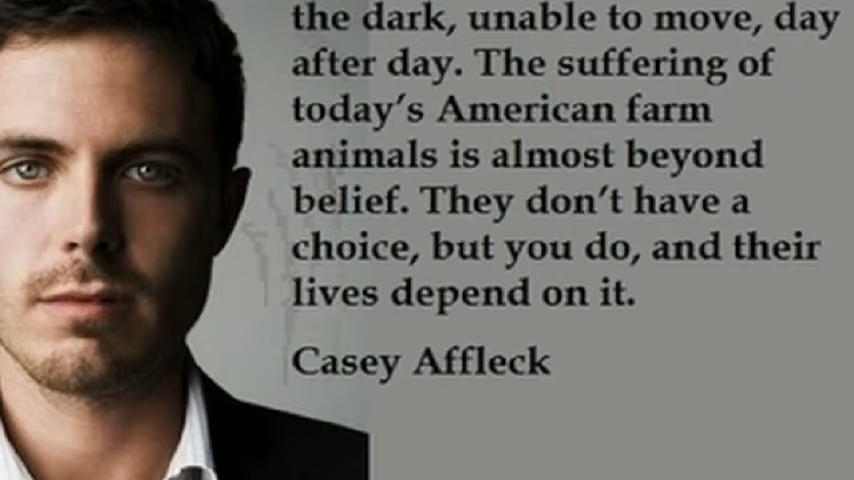 the dark, unable to move, day
after day. The suffering of
today's American farm
animals is almost beyond
belief. They don't have a
choice, but you do, and their
lives depend on it.
Casey Affleck